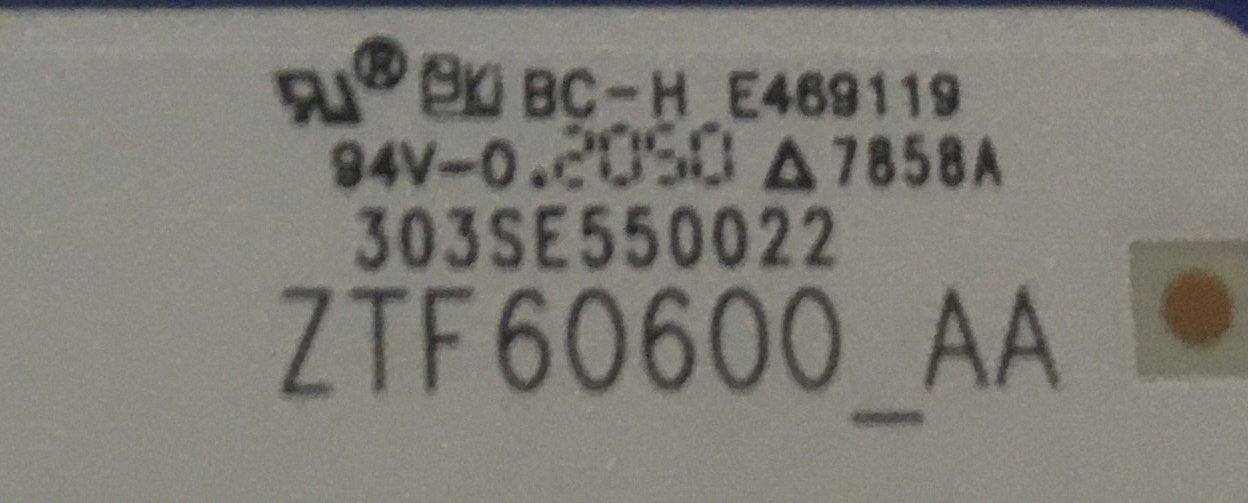 BC-H E469119
94V-0 .2050 Δ 7858A
303SE550022
ZTF60600_AA